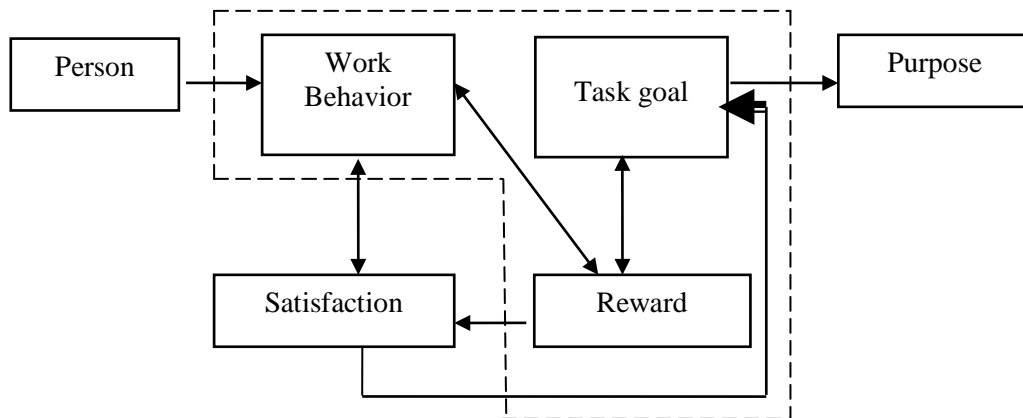 Person
Work
Behavior
Task goal
Purpose
Satisfaction
Reward